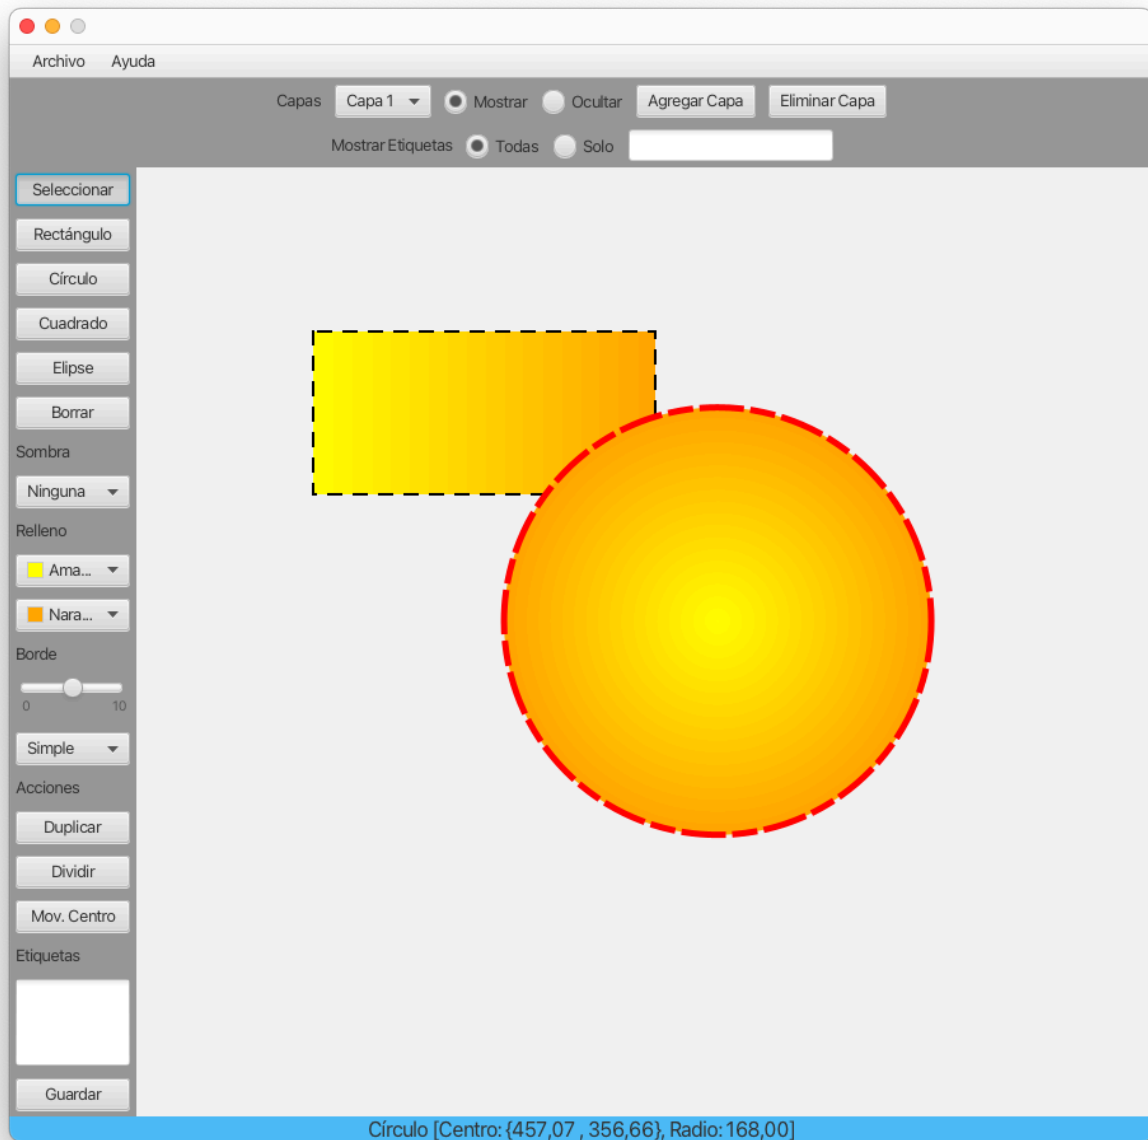 Archivo Ayuda
Capas Capa 1 Mostrar Ocultar Agregar Capa Eliminar Capa
Mostrar Etiquetas Todas Solo
Seleccionar
Rectángulo
Círculo
Cuadrado
Elipse
Borrar
Sombra
Ninguna
Relleno
Ama...
Nara...
Borde
0 10
Simple
Acciones
Duplicar
Dividir
Mov. Centro
Etiquetas
Guardar
Círculo [Centro: {457,07 , 356,66}, Radio: 168,00]